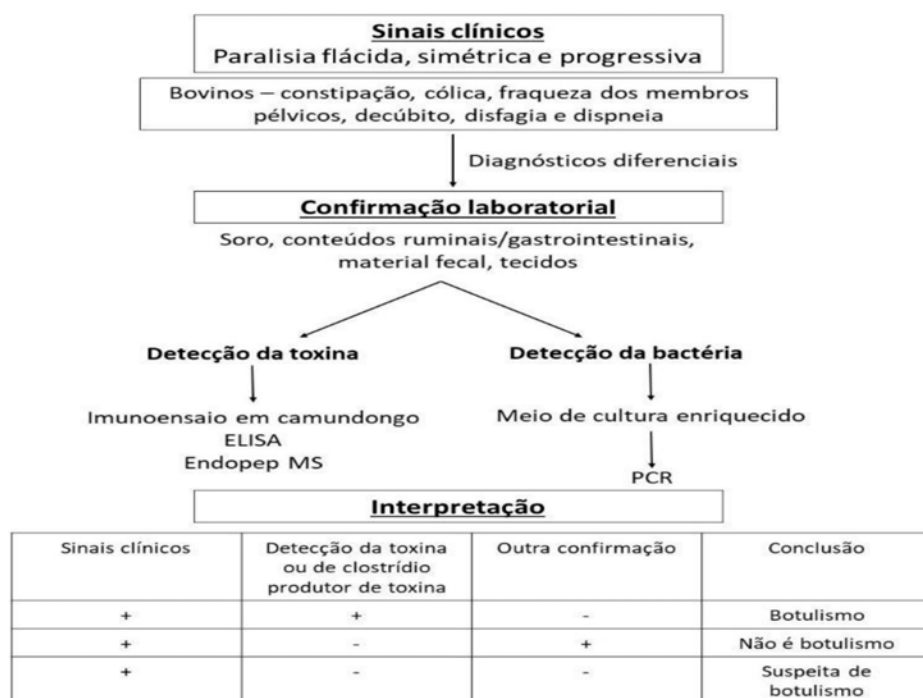 Sinais clínicos
Paralisia flácida, simétrica e progressiva
Bovinos – constipação, cólica, fraqueza dos membros
pélvicos, decúbito, disfagia e dispneia
Diagnósticos diferenciais
Confirmação laboratorial
Soro, conteúdos ruminais/gastrointestinais,
material fecal, tecidos
Detecção da toxina
Detecção da bactéria
Imunoensaio em camundongo
ELISA
Endopep MS
Meio de cultura enriquecido
PCR
Interpretação
Sinais clínicos
Detecção da toxina
ou de clostrídio
produtor de toxina
Outra confirmação
Conclusão
+ + - Botulismo
+ - + Não é botulismo
+ - - Suspeita de
botulismo